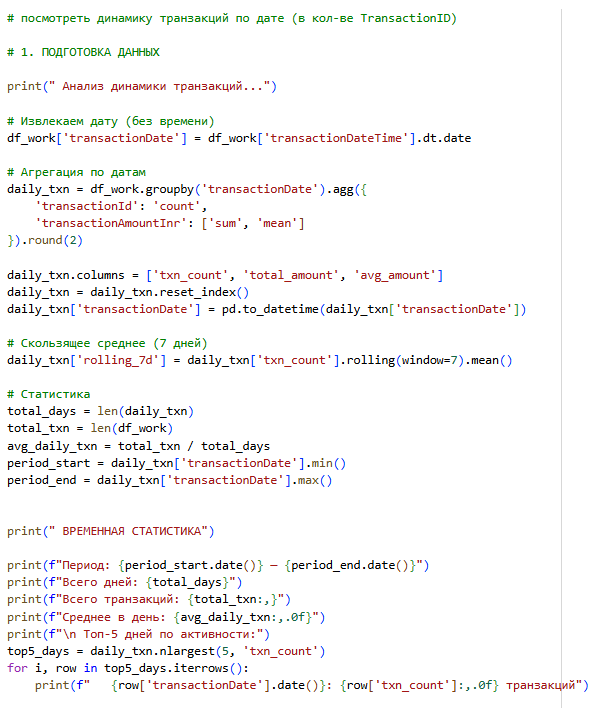 # посмотреть динамику транзакций по дате (в кол-ве TransactionID)
# 1. ПОДГОТОВКА ДАННЫХ
print(" Анализ динамики транзакций...")
# Извлекаем дату (без времени)
df_work['transactionDate'] = df_work['transactionDateTime'].dt.date
# Агрегация по датам
daily_txn = df_work.groupby('transactionDate').agg({
    'transactionId': 'count',
    'transactionAmountInr': ['sum', 'mean']
}).round(2)
daily_txn.columns = ['txn_count', 'total_amount', 'avg_amount']
daily_txn = daily_txn.reset_index()
daily_txn['transactionDate'] = pd.to_datetime(daily_txn['transactionDate'])
# Скользящее среднее (7 дней)
daily_txn['rolling_7d'] = daily_txn['txn_count'].rolling(window=7).mean()
# Статистика
total_days = len(daily_txn)
total_txn = len(df_work)
avg_daily_txn = total_txn / total_days
period_start = daily_txn['transactionDate'].min()
period_end = daily_txn['transactionDate'].max()
print(" ВРЕМЕННАЯ СТАТИСТИКА")
print(f"Период: {period_start.date()} — {period_end.date()}")
print(f"Всего дней: {total_days}")
print(f"Всего транзакций: {total_txn:,}")
print(f"Среднее в день: {avg_daily_txn:,.0f}")
print(f"\n Топ-5 дней по активности:")
top5_days = daily_txn.nlargest(5, 'txn_count')
for i, row in top5_days.iterrows():
    print(f"   {row['transactionDate'].date()}: {row['txn_count']:,.0f} транзакций")